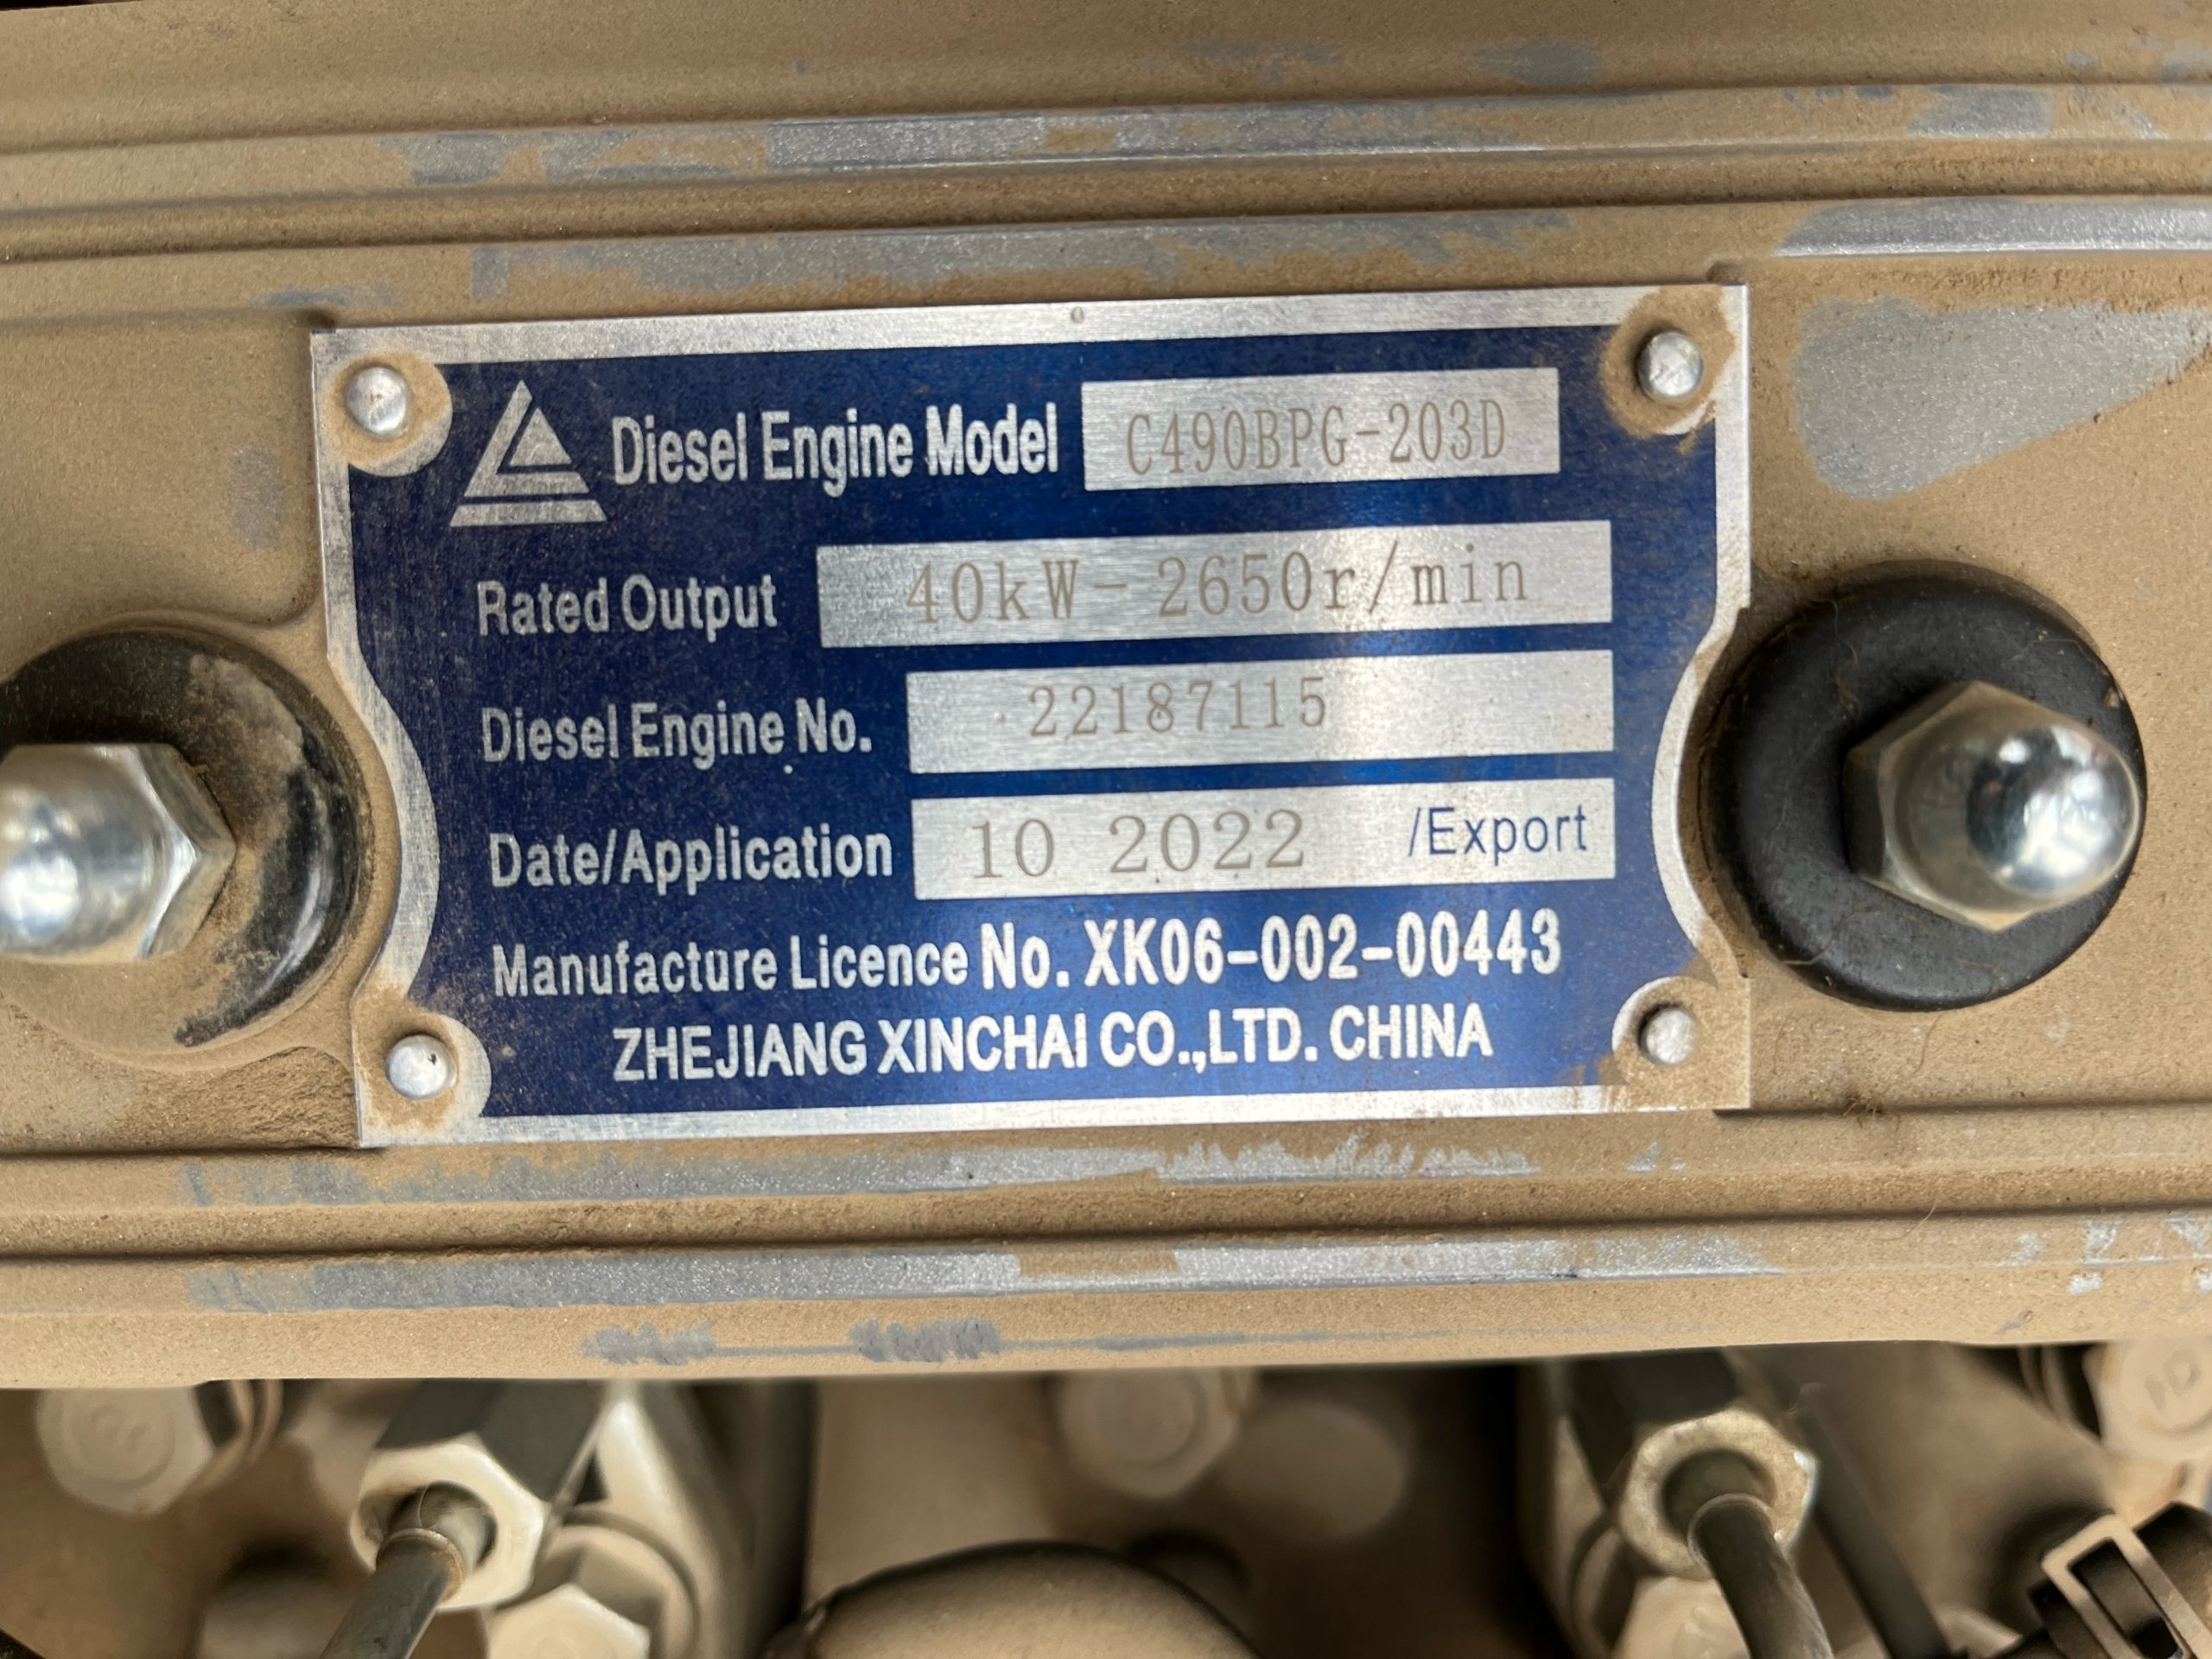 Diesel Engine Model C490BPG-203D
Rated Output 40kW- 2650r/min
Diesel Engine No. 22187115
Date/Application 10 2022 /Export
Manufacture Licence No. XK06-002-00443
ZHEJIANG XINCHAI CO.,LTD. CHINA